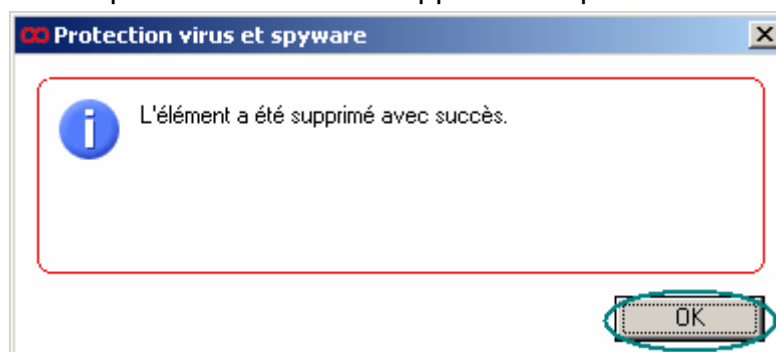 Protection virus et spyware
L'élément a été supprimé avec succès.
OK